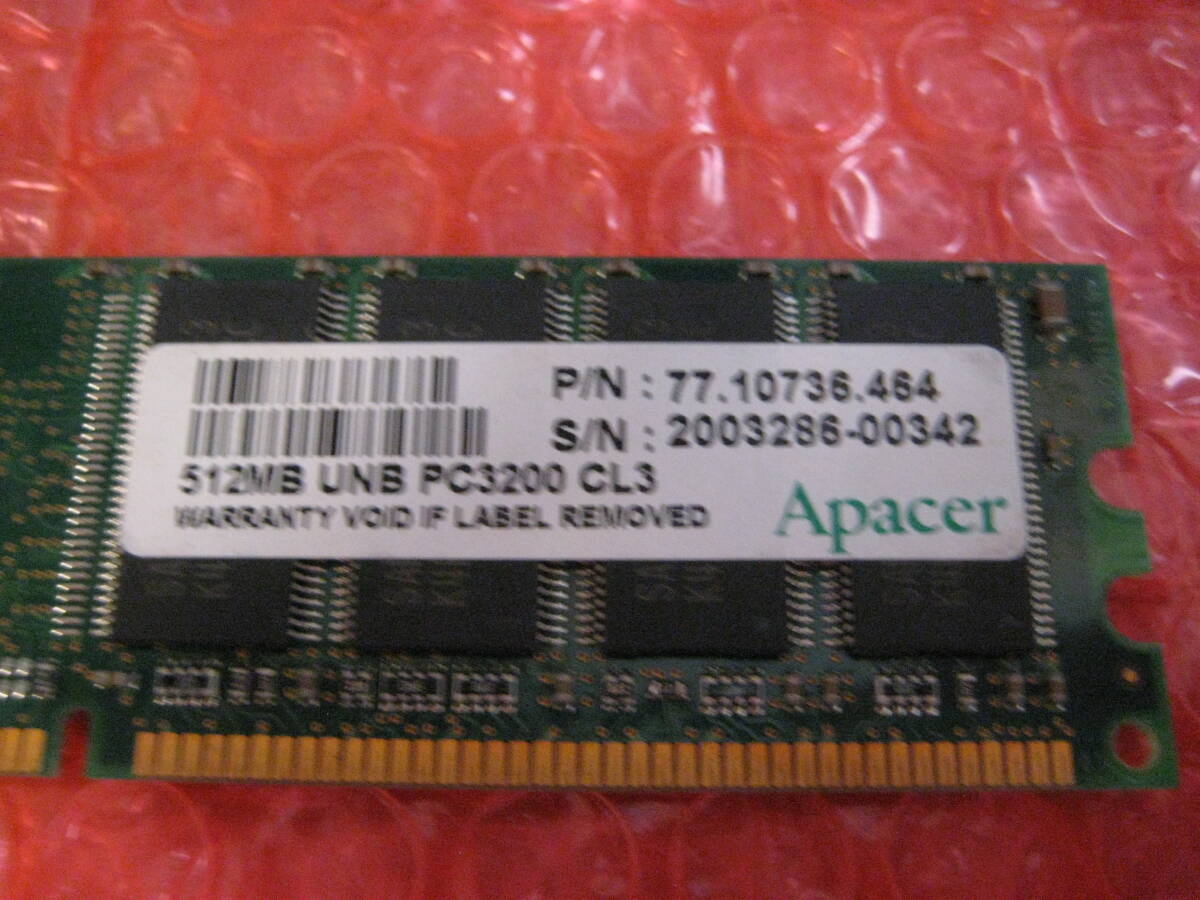 P/N : 77.10736.464
S/N : 2003286-00342
512MB UNB PC3200 CL3
WARRANTY VOID IF LABEL REMOVED
Apacer